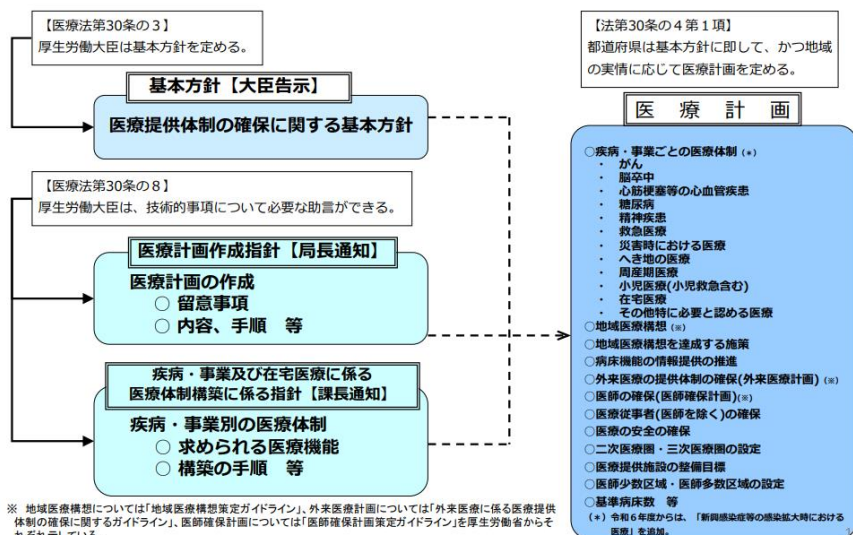 【医療法第30条の3】
厚生労働大臣は基本方針を定める。
基本方針【大臣告示】
医療提供体制の確保に関する基本方針
【医療法第30条の8】
厚生労働大臣は、技術的事項について必要な助言ができる。
医療計画作成指針【局長通知】
医療計画の作成
○ 留意事項
○ 内容、手順 等
疾病・事業及び在宅医療に係る
医療体制構築に係る指針【課長通知】
疾病・事業別の医療体制
○ 求められる医療機能
○ 構築の手順 等
【法第30条の4第1項】
都道府県は基本方針に即して、かつ地域
の実情に応じて医療計画を定める。
医 療 計 画
○疾病・事業ごとの医療体制(*)
・ がん
・ 脳卒中
・ 心筋梗塞等の心血管疾患
・ 糖尿病
・ 精神疾患
・ 救急医療
・ 災害時における医療
・ へき地の医療
・ 周産期医療
・ 小児医療(小児救急含む)
・ 在宅医療
・ その他特に必要と認める医療
○地域医療構想(※)
○地域医療構想を達成する施策
○病床機能の情報提供の推進
○外来医療の提供体制の確保(外来医療計画)(※)
○医師の確保(医師確保計画)(※)
○医療従事者(医師を除く)の確保
○医療の安全の確保
○二次医療圏・三次医療圏の設定
○医療提供施設の整備目標
○医師少数区域・医師多数区域の設定
○基準病床数 等
(*)令和6年度からは、「新興感染症等の感染拡大時における
医療」を追加。
※ 地域医療構想については「地域医療構想策定ガイドライン」、外来医療計画については「外来医療に係る医療提供
体制の確保に関するガイドライン」、医師確保計画については「医師確保計画策定ガイドライン」を厚生労働省からそ
れぞれ示している。